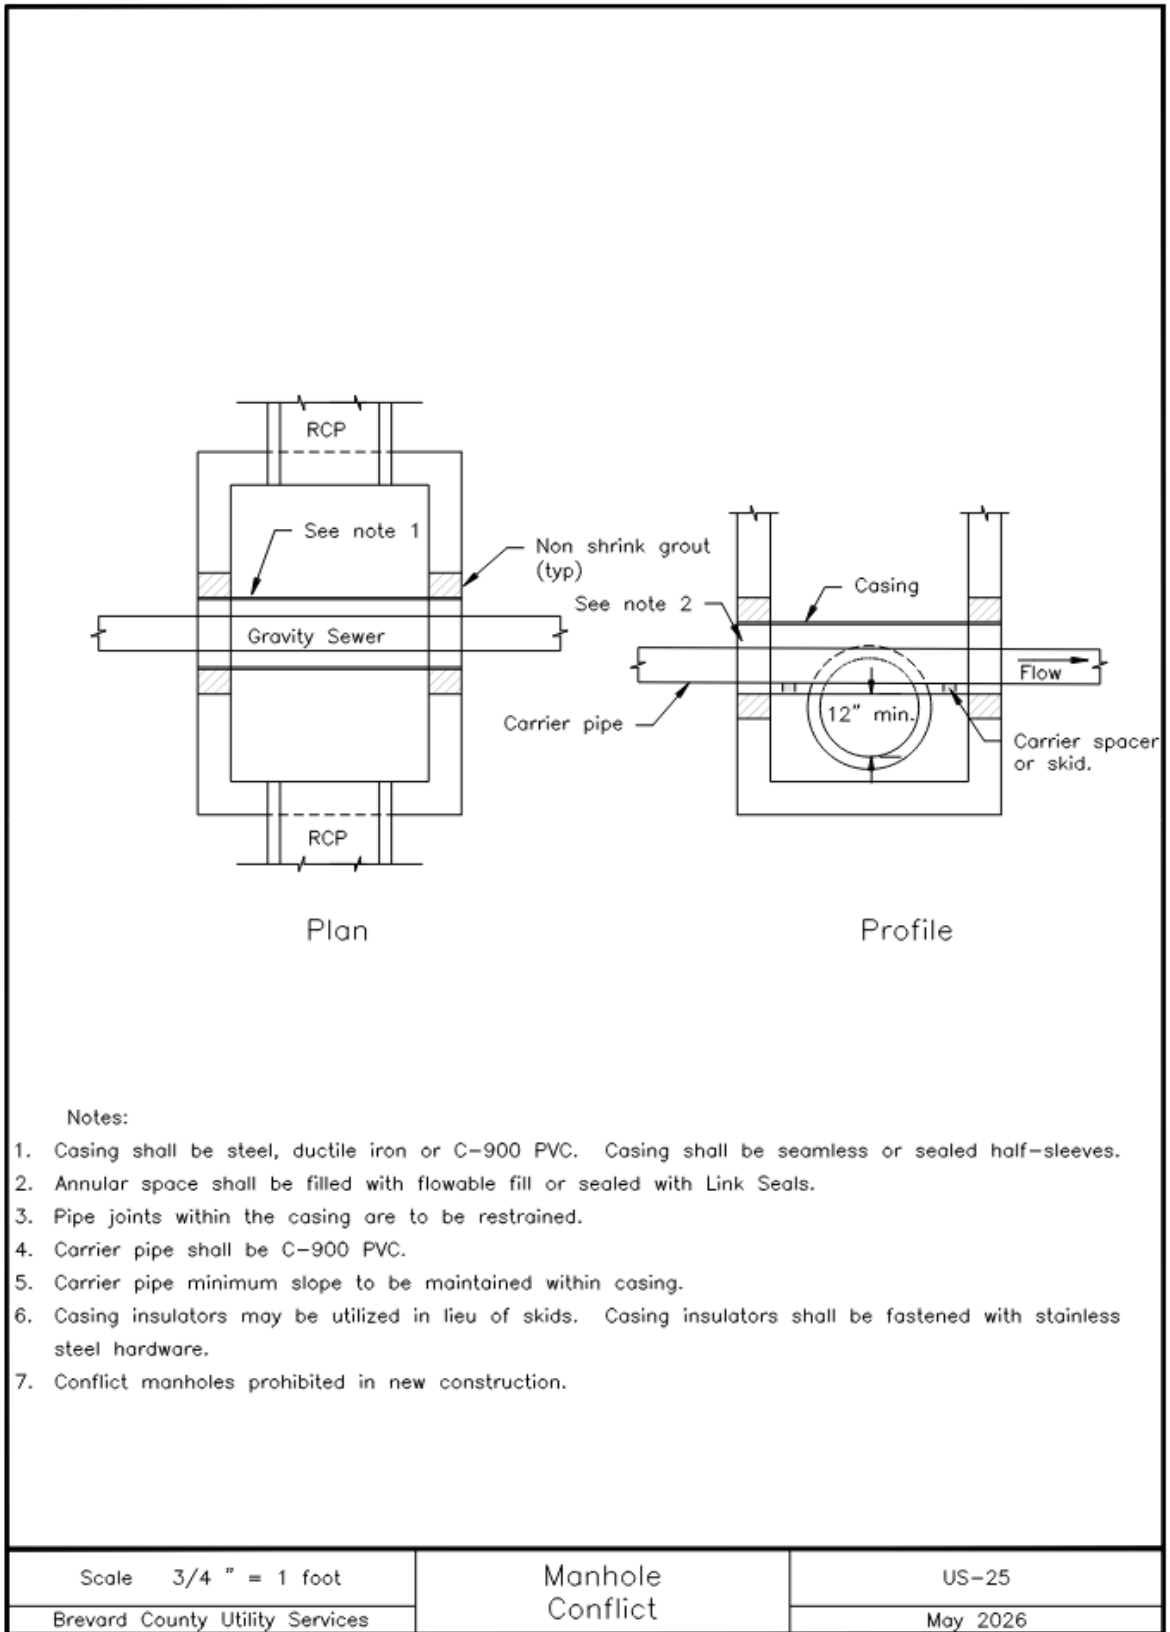 RCP
See note 1
Non shrink grout
(typ)
Gravity Sewer
RCP
Plan
See note 2
Casing
Flow
Carrier pipe
12" min.
Carrier spacer
or skid.
Profile
Notes:
1. Casing shall be steel, ductile iron or C-900 PVC. Casing shall be seamless or sealed half-sleeves.
2. Annular space shall be filled with flowable fill or sealed with Link Seals.
3. Pipe joints within the casing are to be restrained.
4. Carrier pipe shall be C-900 PVC.
5. Carrier pipe minimum slope to be maintained within casing.
6. Casing insulators may be utilized in lieu of skids. Casing insulators shall be fastened with stainless
steel hardware.
7. Conflict manholes prohibited in new construction.
Scale 3/4 " = 1 foot
Brevard County Utility Services
Manhole
Conflict
US-25
May 2026